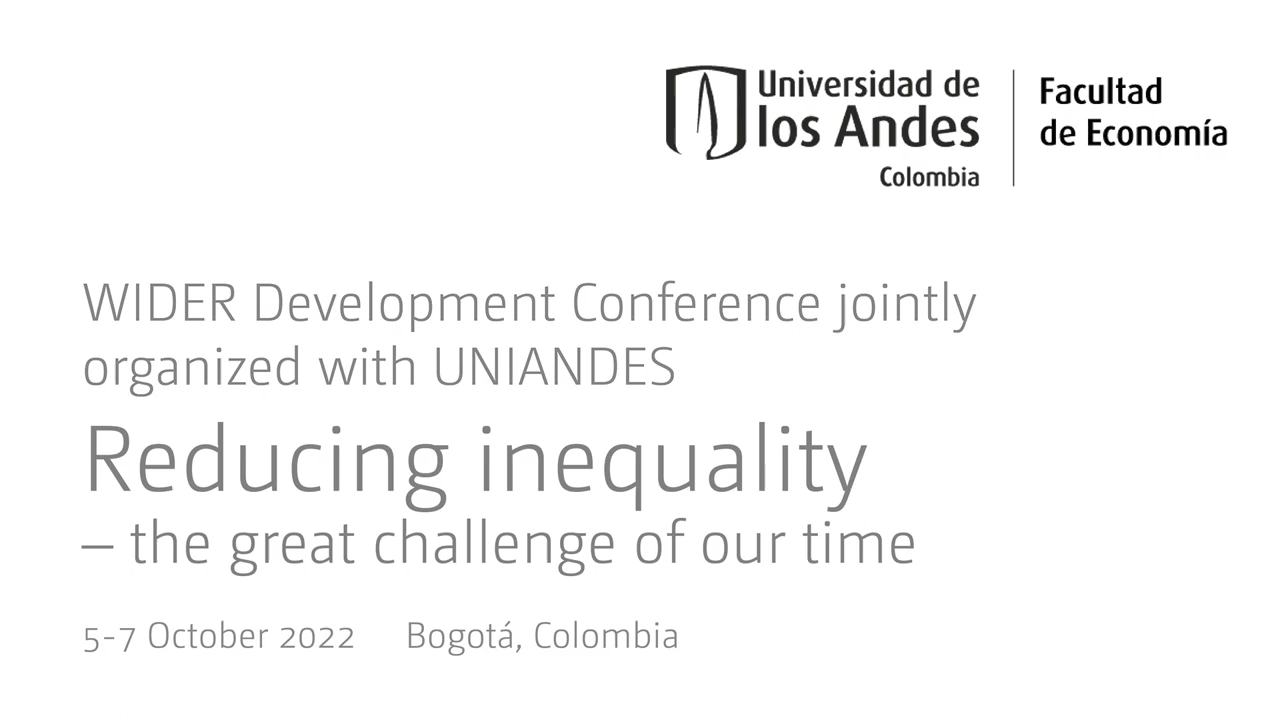 Universidad de
los Andes
Colombia
Facultad
de Economía
WIDER Development Conference jointly
organized with UNIANDES
Reducing inequality
– the great challenge of our time
5-7 October 2022 Bogotá, Colombia